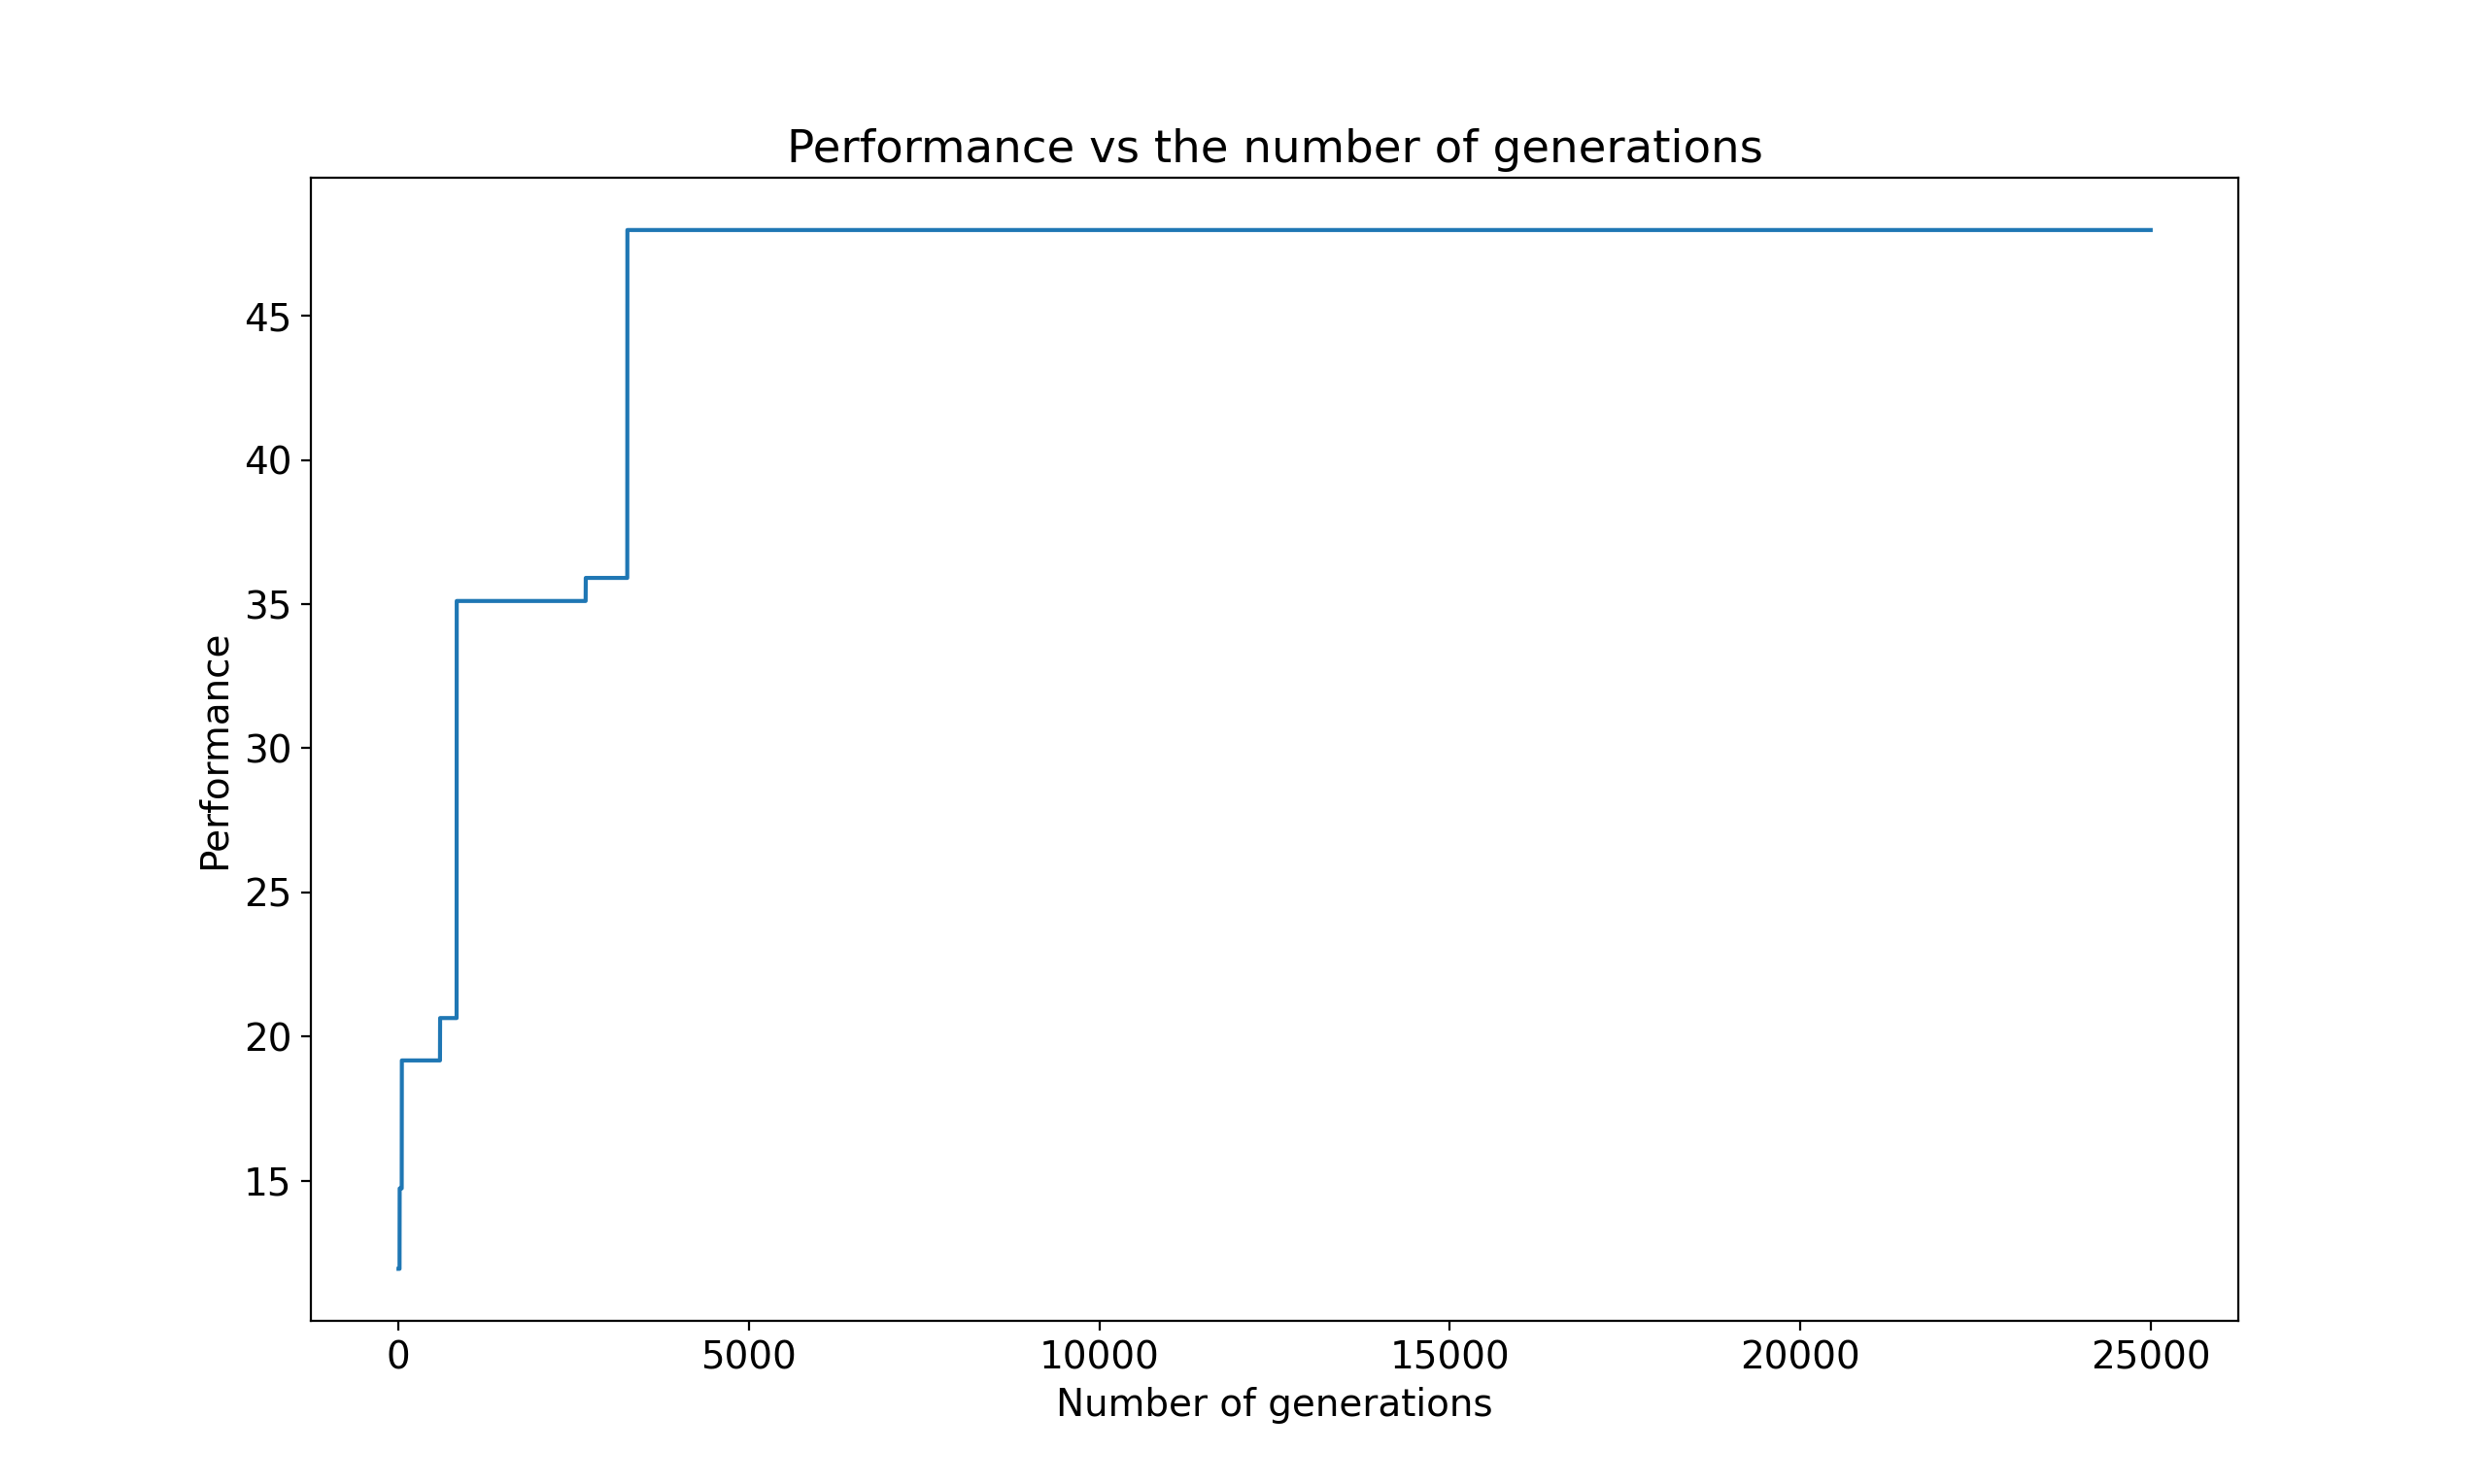 Performance vs the number of generations
45
40
35
30
25
20
15
Performance
0 5000 10000 15000 20000 25000
Number of generations